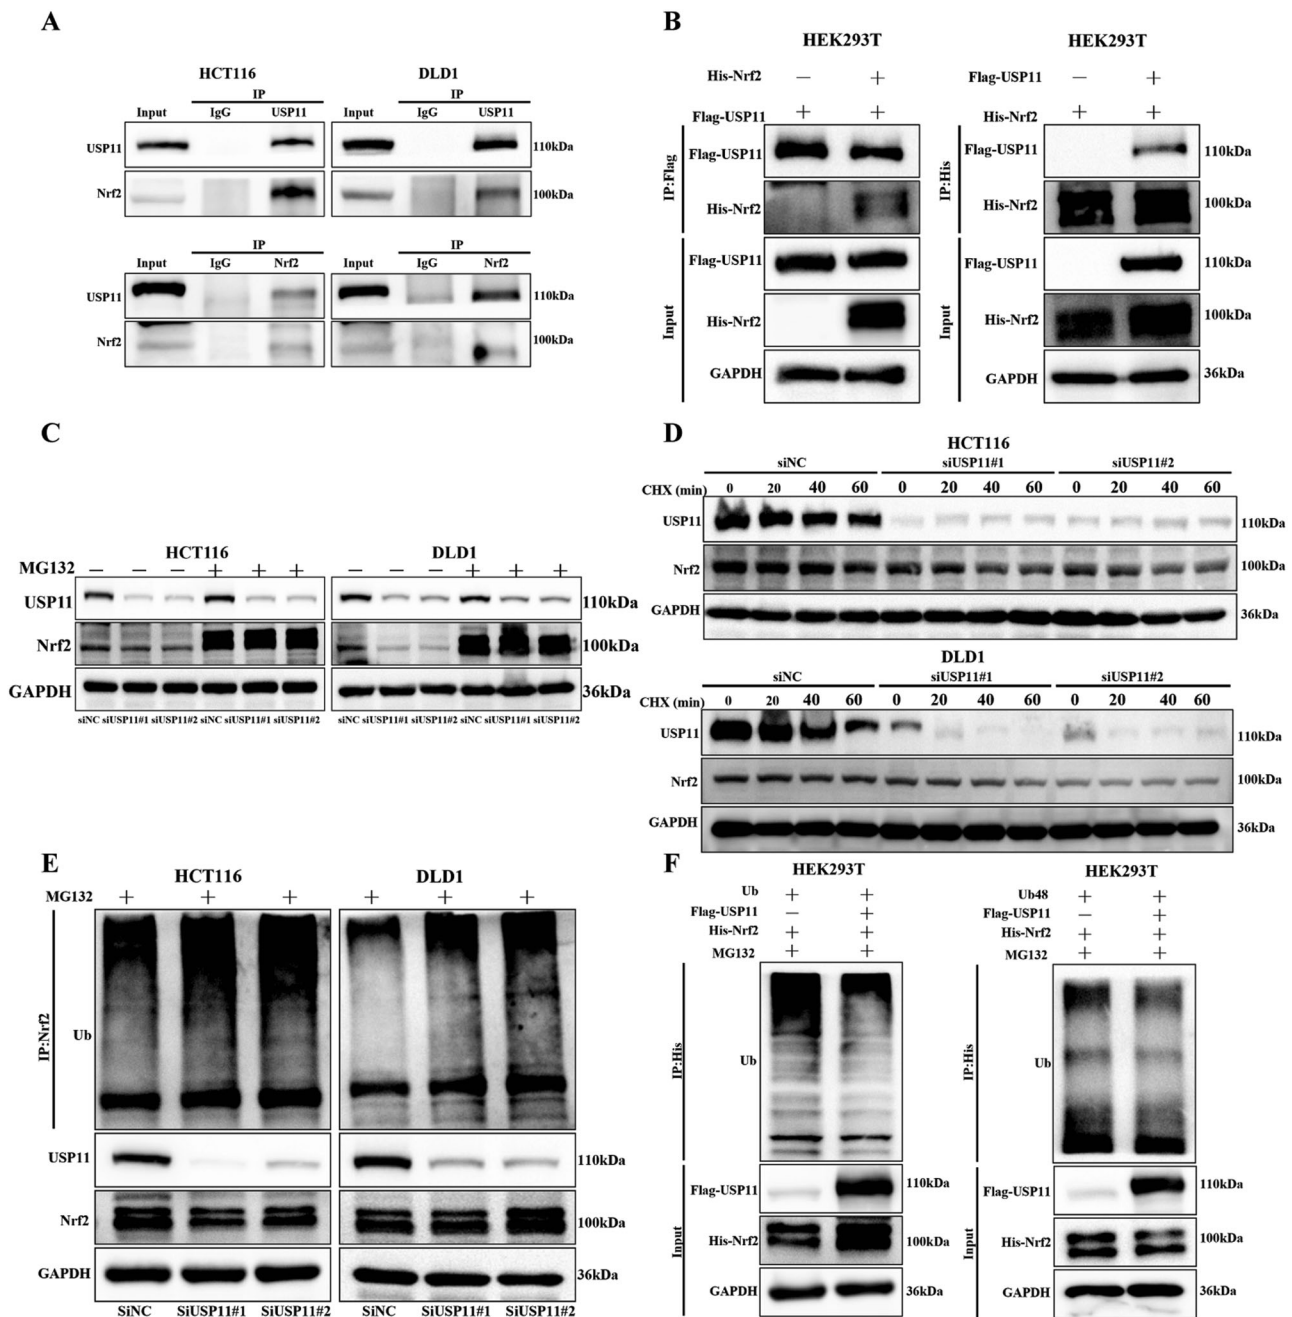 A
HCT116 DLD1
IP IP
Input IgG USP11 Input IgG USP11
USP11 110kDa
Nrf2 100kDa
IP IP
Input IgG Nrf2 Input IgG Nrf2
USP11 110kDa
Nrf2 100kDa
B
HEK293T
His-Nrf2 — +
Flag-USP11 + +
IP:Flag
Flag-USP11
His-Nrf2
Input
Flag-USP11
His-Nrf2
GAPDH
HEK293T
Flag-USP11 — +
His-Nrf2 + +
IP:His
Flag-USP11 110kDa
His-Nrf2 100kDa
Input
Flag-USP11 110kDa
His-Nrf2 100kDa
GAPDH 36kDa
C
HCT116 DLD1
MG132 — — — + + + — — — + + +
USP11 110kDa
Nrf2 100kDa
GAPDH 36kDa
siNC siUSP11#1 siUSP11#2 siNC siUSP11#1 siUSP11#2 siNC siUSP11#1 siUSP11#2 siNC siUSP11#1 siUSP11#2
D
HCT116
siNC siUSP11#1 siUSP11#2
CHX (min) 0 20 40 60 0 20 40 60 0 20 40 60
USP11 110kDa
Nrf2 100kDa
GAPDH 36kDa
DLD1
siNC siUSP11#1 siUSP11#2
CHX (min) 0 20 40 60 0 20 40 60 0 20 40 60
USP11 110kDa
Nrf2 100kDa
GAPDH 36kDa
E
HCT116 DLD1
MG132 + + + + + +
IP:Nrf2
Ub
USP11 110kDa
Nrf2 100kDa
GAPDH 36kDa
SiNC SiUSP11#1 SiUSP11#2 SiNC SiUSP11#1 SiUSP11#2
F
HEK293T
Ub + +
Flag-USP11 — +
His-Nrf2 + +
MG132 + +
IP:His
Ub
Input
Flag-USP11 110kDa
His-Nrf2 100kDa
GAPDH 36kDa
HEK293T
Ub48 + +
Flag-USP11 — +
His-Nrf2 + +
MG132 + +
IP:His
Ub
Input
Flag-USP11 110kDa
His-Nrf2 100kDa
GAPDH 36kDa